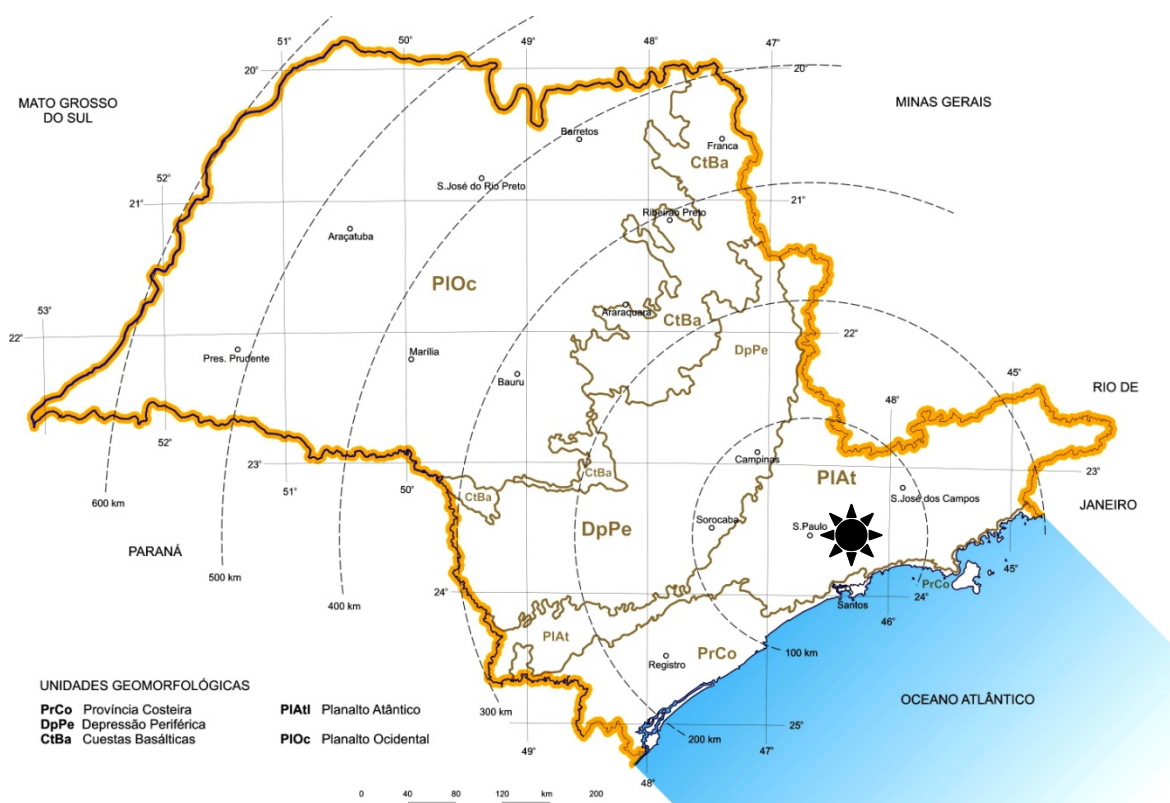 51°
50°
49°
48°
47°
20°
20°
MATO GROSSO
DO SUL
MINAS GERAIS
Barretos
Franca
CtBa
52°
S.José do Rio Preto
21°
21°
Ribeirão Preto
Araçatuba
PlOc
53°
Araraquara
CtBa
22°
22°
DpPe
Pres. Prudente
Marília
Bauru
45°
RIO DE
48°
52°
23°
Campinas
CtBa
PlAt
23°
51°
50°
CtBa
S.José dos Campos
600 km
JANEIRO
Sorocaba
S.Paulo
DpPe
PARANÁ
45°
500 km
PrCo
400 km
24°
Santos
24°
46°
PlAt
PrCo
Registro
100 km
UNIDADES GEOMORFOLÓGICAS
OCEANO ATLÂNTICO
PrCo Província Costeira
PlAtl Planalto Atântico
300 km
DpPe Depressão Periférica
25°
200 km
CtBa Cuestas Basálticas
PlOc Planalto Ocidental
49°
47°
48°
0 40 80 120 km 200